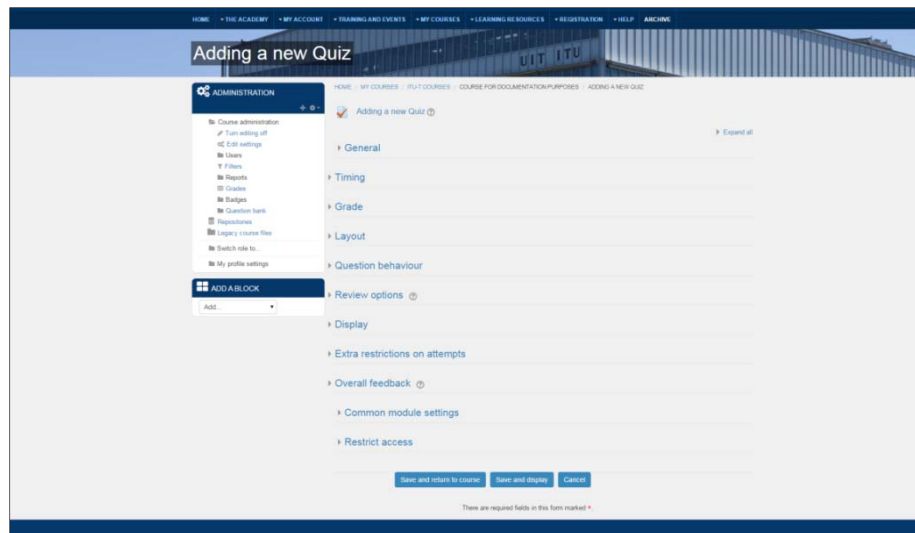 HOME THE ACADEMY MY ACCOUNT TRAINING AND EVENTS MY COURSES LEARNING RESOURCES REGISTRATION HELP ARCHIVE
Adding a new Quiz
UIT ITU
ADMINISTRATION
Course administration
Turn editing off
Edit settings
Users
Filters
Reports
Grades
Badges
Question bank
Repositories
Legacy course files
Switch role to...
My profile settings
ADD A BLOCK
Add...
HOME / MY COURSES / ITU-T COURSES / COURSE FOR DOCUMENTATION PURPOSES / ADDING A NEW QUIZ
Adding a new Quiz
Expand all
General
Timing
Grade
Layout
Question behaviour
Review options
Display
Extra restrictions on attempts
Overall feedback
Common module settings
Restrict access
Save and return to course Save and display Cancel
There are required fields in this form marked *.